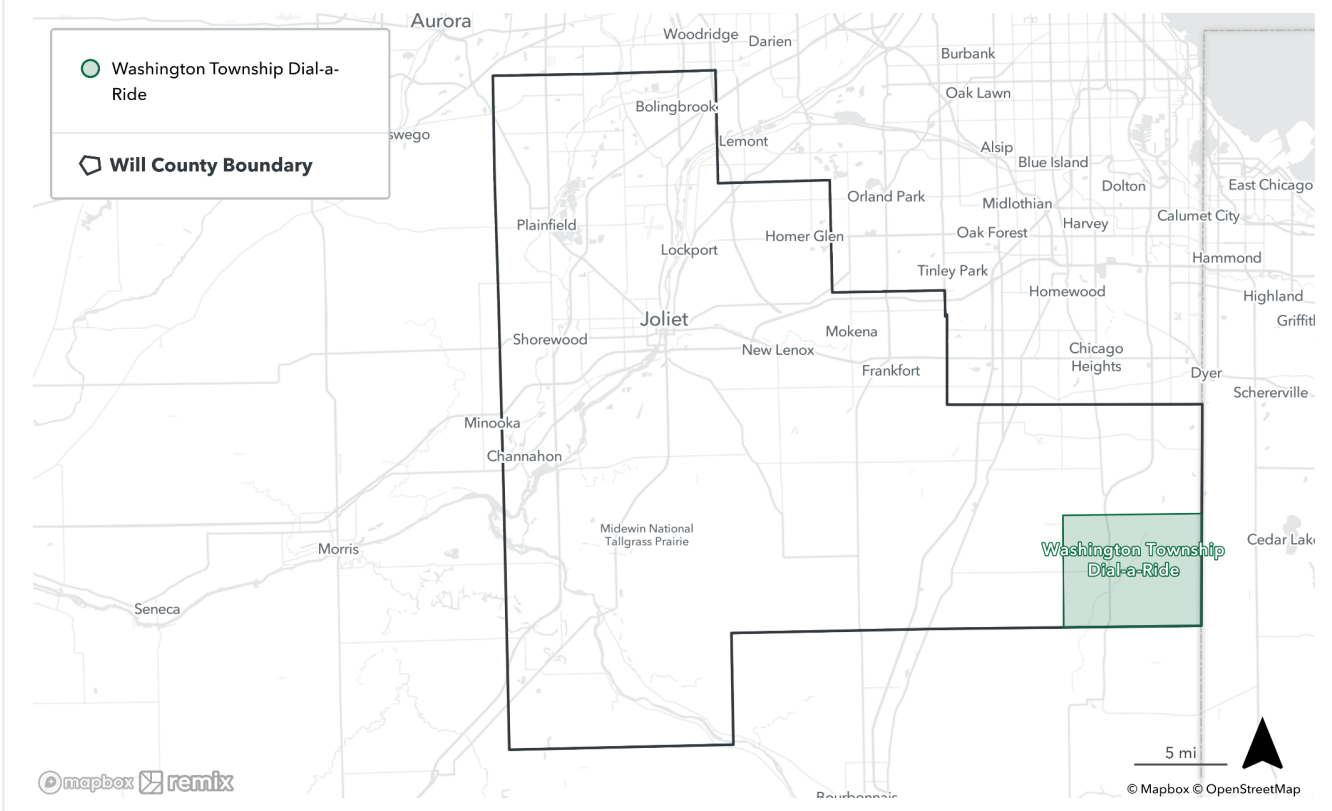 Aurora
Woodridge
Darien
Burbank
Washington Township Dial-a-
Ride
Oak Lawn
Bolingbrook
swego
Lemont
Alsip
Blue Island
Will County Boundary
Dolton
East Chicago
Orland Park
Midlothian
Calumet City
Plainfield
Harvey
Homer Glen
Oak Forest
Lockport
Hammond
Tinley Park
Homewood
Highland
Joliet
Griffit
Mokena
Shorewood
New Lenox
Chicago
Heights
Frankfort
Dyer
Schererville
Minooka
Channahon
Midewin National
Tallgrass Prairie
Morris
Washington Township
Dial-a-Ride
Cedar Lake
Seneca
5 mi
mapbox remix
© Mapbox © OpenStreetMap
Bourbonnais